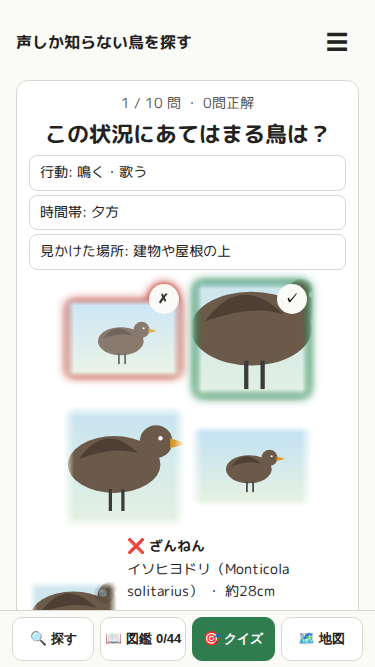 声しか知らない鳥を探す
☰
1 / 10 問 · 0問正解
この状況にあてはまる鳥は？
行動: 鳴く・歌う
時間帯: 夕方
見かけた場所: 建物や屋根の上
✗ ✓
❌ ざんねん
イソヒヨドリ（Monticola
solitarius） · 約28cm
🔍 探す 📖 図鑑 0/44 🎯 クイズ 🗺️ 地図